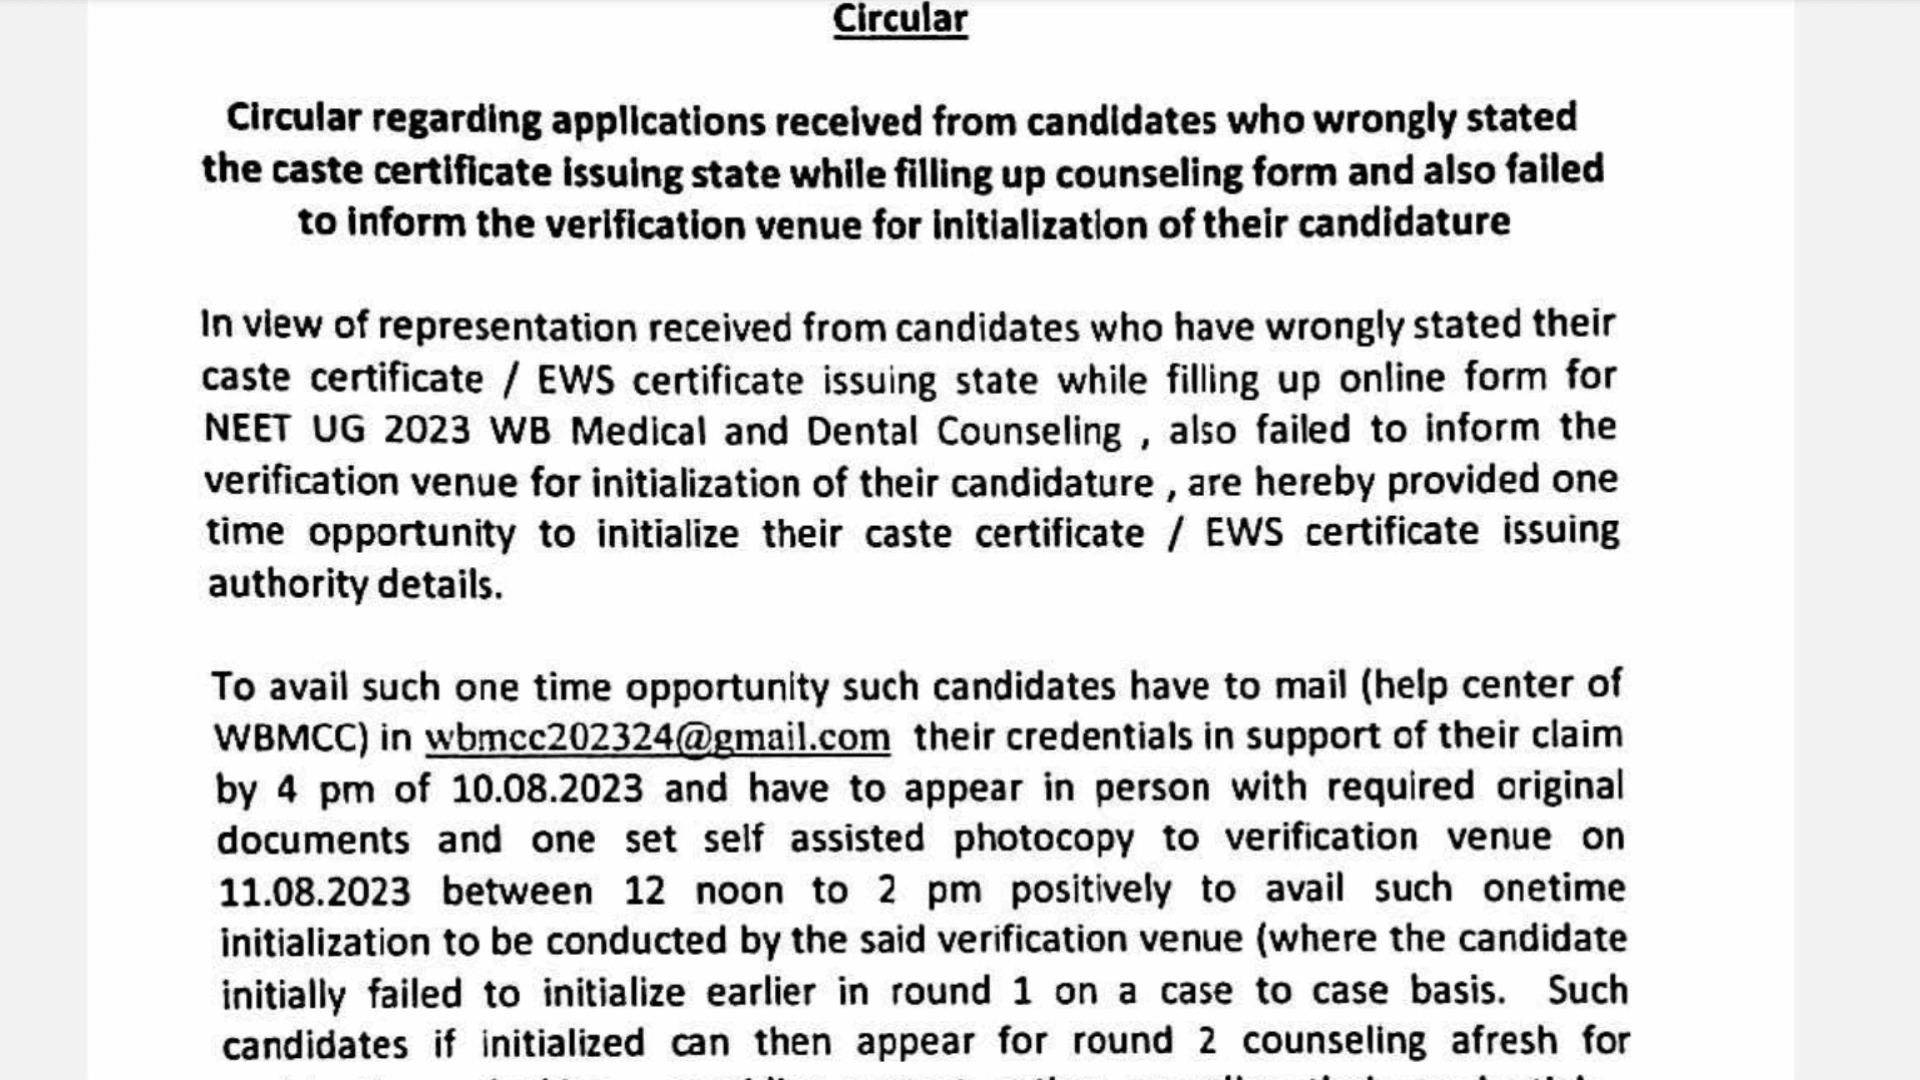 Circular
Circular regarding applications received from candidates who wrongly stated
the caste certificate issuing state while filling up counseling form and also failed
to inform the verification venue for initialization of their candidature
In view of representation received from candidates who have wrongly stated their
caste certificate / EWS certificate issuing state while filling up online form for
NEET UG 2023 WB Medical and Dental Counseling , also failed to inform the
verification venue for initialization of their candidature , are hereby provided one
time opportunity to initialize their caste certificate / EWS certificate issuing
authority details.
To avail such one time opportunity such candidates have to mail (help center of
WBMCC) in wbmcc202324@gmail.com their credentials in support of their claim
by 4 pm of 10.08.2023 and have to appear in person with required original
documents and one set self assisted photocopy to verification venue on
11.08.2023 between 12 noon to 2 pm positively to avail such onetime
initialization to be conducted by the said verification venue (where the candidate
initially failed to initialize earlier in round 1 on a case to case basis. Such
candidates if initialized can then appear for round 2 counseling afresh for